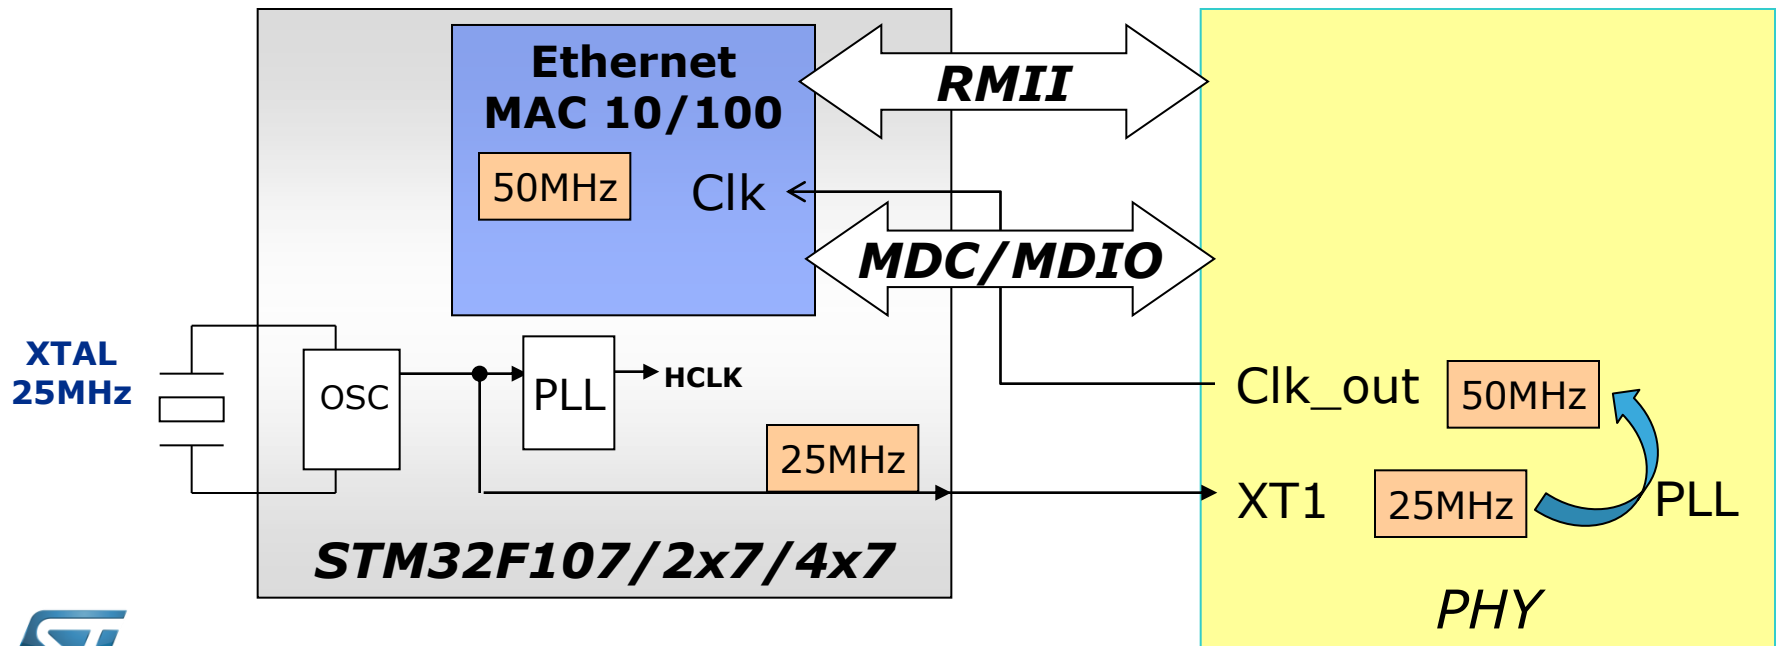 Ethernet
MAC 10/100
RMII
50MHz
Clk
MDC/MDIO
XTAL
25MHz
OSC
PLL
HCLK
Clk_out
50MHz
25MHz
XT1
25MHz
PLL
STM32F107/2x7/4x7
PHY